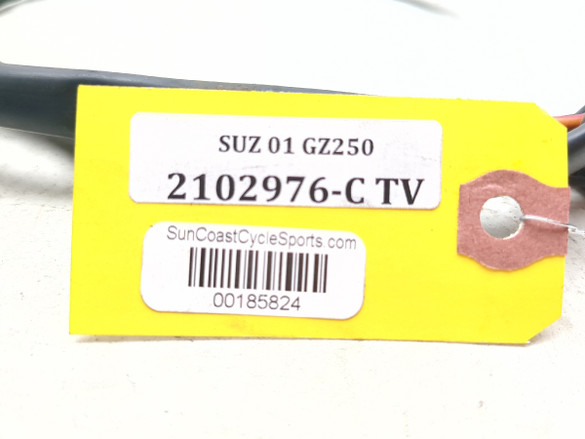 SUZ 01 GZ250
2102976-C TV
SunCoastCycleSports.com
00185824